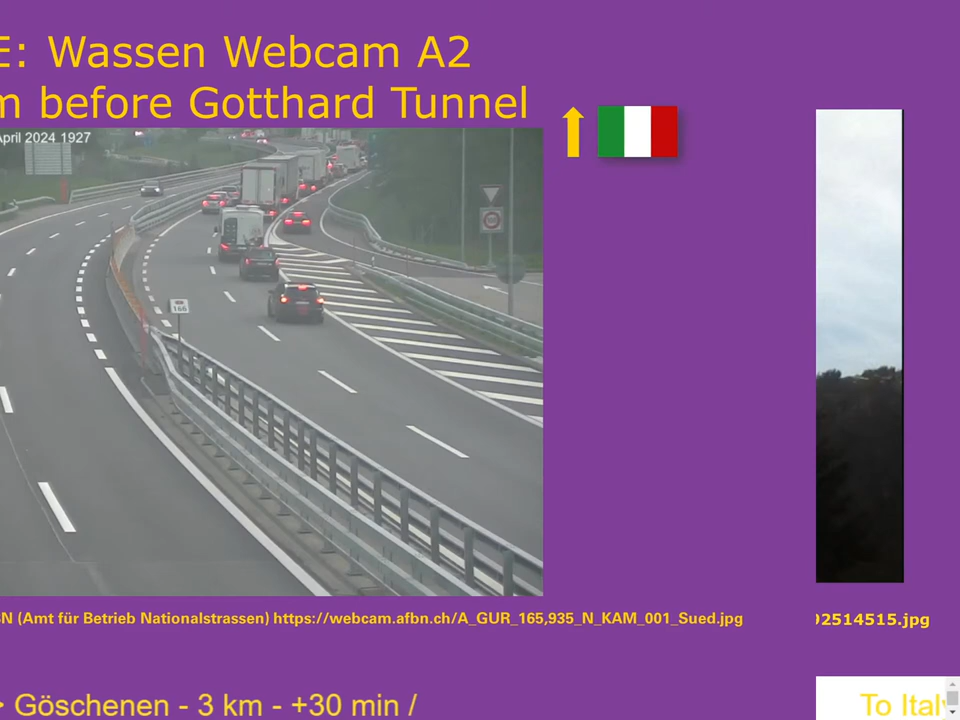 E: Wassen Webcam A2
m before Gotthard Tunnel
April 2024 1927
166
N (Amt für Betrieb Nationalstrassen) https://webcam.afbn.ch/A_GUR_165,935_N_KAM_001_Sued.jpg
02514515.jpg
Göschenen - 3 km - +30 min /
To Italy